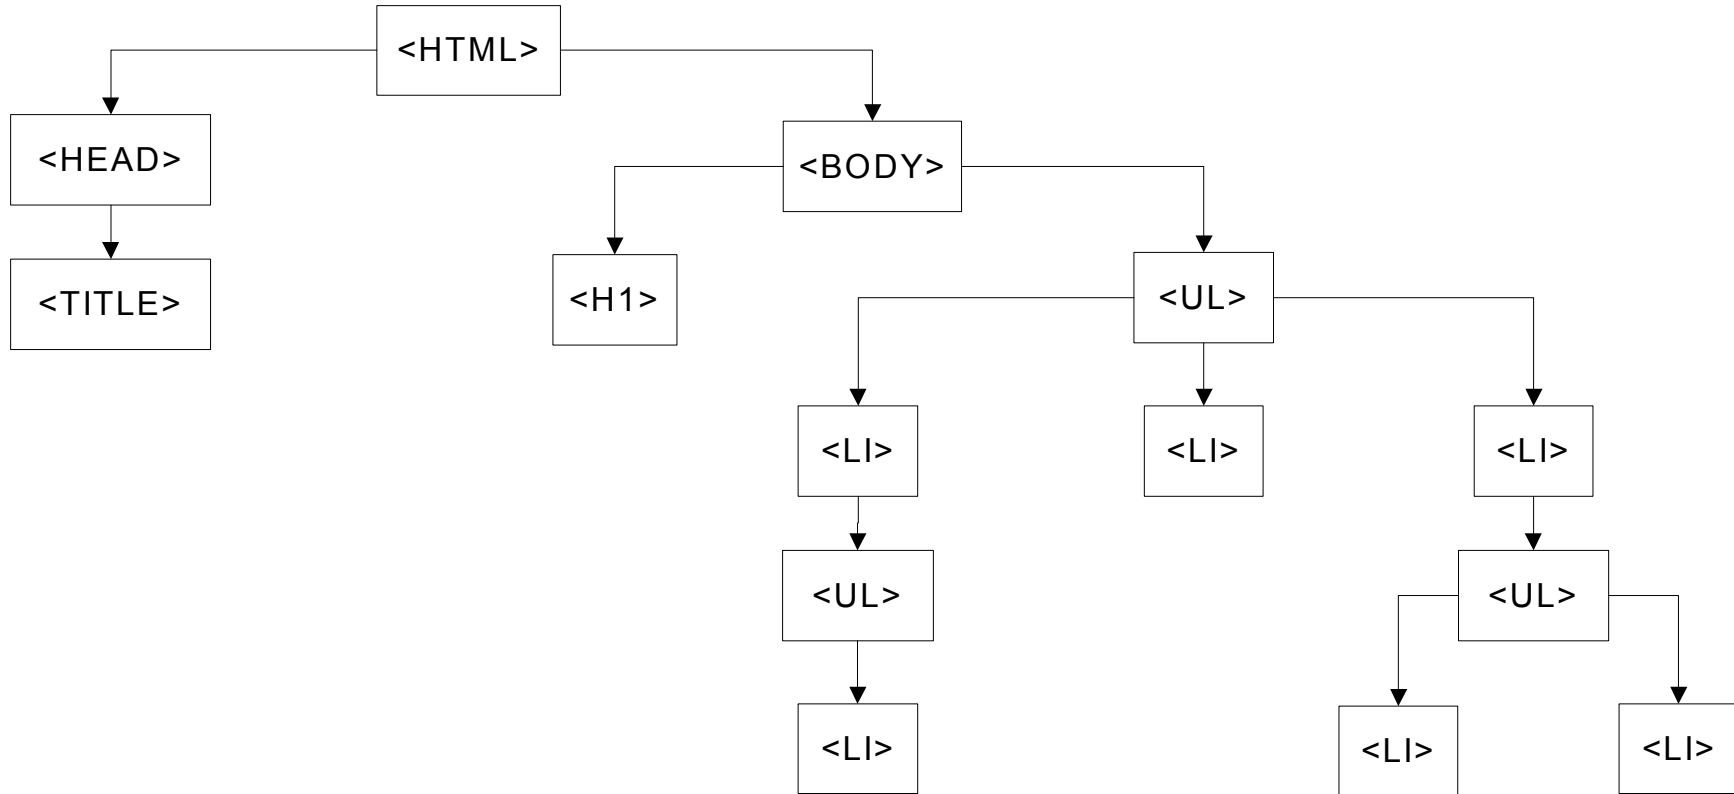 <HTML>
<HEAD>
<BODY>
<TITLE>
<H1>
<UL>
<LI>
<LI>
<LI>
<UL>
<UL>
<LI>
<LI>
<LI>